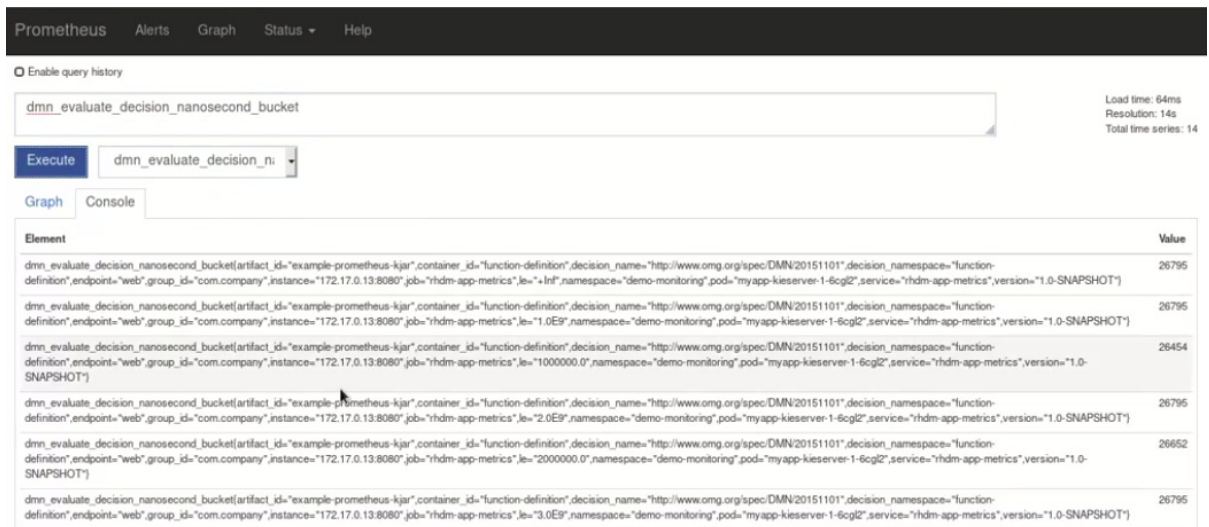 Prometheus Alerts Graph Status Help
Enable query history
dmn_evaluate_decision_nanosecond_bucket
Load time: 64ms
Resolution: 14s
Total time series: 14
Execute dmn_evaluate_decision_n
Graph Console
Element Value
dmn_evaluate_decision_nanosecond_bucket{artifact_id="example-prometheus-kjar",container_id="function-definition",decision_name="http://www.omg.org/spec/DMN/20151101",decision_namespace="function- 26795
definition",endpoint="web",group_id="com.company",instance="172.17.0.13:8080",job="rhdm-app-metrics",le="+Inf",namespace="demo-monitoring",pod="myapp-kieserver-1-6cgl2",service="rhdm-app-metrics",version="1.0-SNAPSHOT"}
dmn_evaluate_decision_nanosecond_bucket{artifact_id="example-prometheus-kjar",container_id="function-definition",decision_name="http://www.omg.org/spec/DMN/20151101",decision_namespace="function- 26795
definition",endpoint="web",group_id="com.company",instance="172.17.0.13:8080",job="rhdm-app-metrics",le="1.0E9",namespace="demo-monitoring",pod="myapp-kieserver-1-6cgl2",service="rhdm-app-metrics",version="1.0-SNAPSHOT"}
dmn_evaluate_decision_nanosecond_bucket{artifact_id="example-prometheus-kjar",container_id="function-definition",decision_name="http://www.omg.org/spec/DMN/20151101",decision_namespace="function- 26454
definition",endpoint="web",group_id="com.company",instance="172.17.0.13:8080",job="rhdm-app-metrics",le="1000000.0",namespace="demo-monitoring",pod="myapp-kieserver-1-6cgl2",service="rhdm-app-metrics",version="1.0-
SNAPSHOT"}
dmn_evaluate_decision_nanosecond_bucket{artifact_id="example-prometheus-kjar",container_id="function-definition",decision_name="http://www.omg.org/spec/DMN/20151101",decision_namespace="function- 26795
definition",endpoint="web",group_id="com.company",instance="172.17.0.13:8080",job="rhdm-app-metrics",le="2.0E9",namespace="demo-monitoring",pod="myapp-kieserver-1-6cgl2",service="rhdm-app-metrics",version="1.0-SNAPSHOT"}
dmn_evaluate_decision_nanosecond_bucket{artifact_id="example-prometheus-kjar",container_id="function-definition",decision_name="http://www.omg.org/spec/DMN/20151101",decision_namespace="function- 26652
definition",endpoint="web",group_id="com.company",instance="172.17.0.13:8080",job="rhdm-app-metrics",le="2000000.0",namespace="demo-monitoring",pod="myapp-kieserver-1-6cgl2",service="rhdm-app-metrics",version="1.0-
SNAPSHOT"}
dmn_evaluate_decision_nanosecond_bucket{artifact_id="example-prometheus-kjar",container_id="function-definition",decision_name="http://www.omg.org/spec/DMN/20151101",decision_namespace="function- 26795
definition",endpoint="web",group_id="com.company",instance="172.17.0.13:8080",job="rhdm-app-metrics",le="3.0E9",namespace="demo-monitoring",pod="myapp-kieserver-1-6cgl2",service="rhdm-app-metrics",version="1.0-SNAPSHOT"}